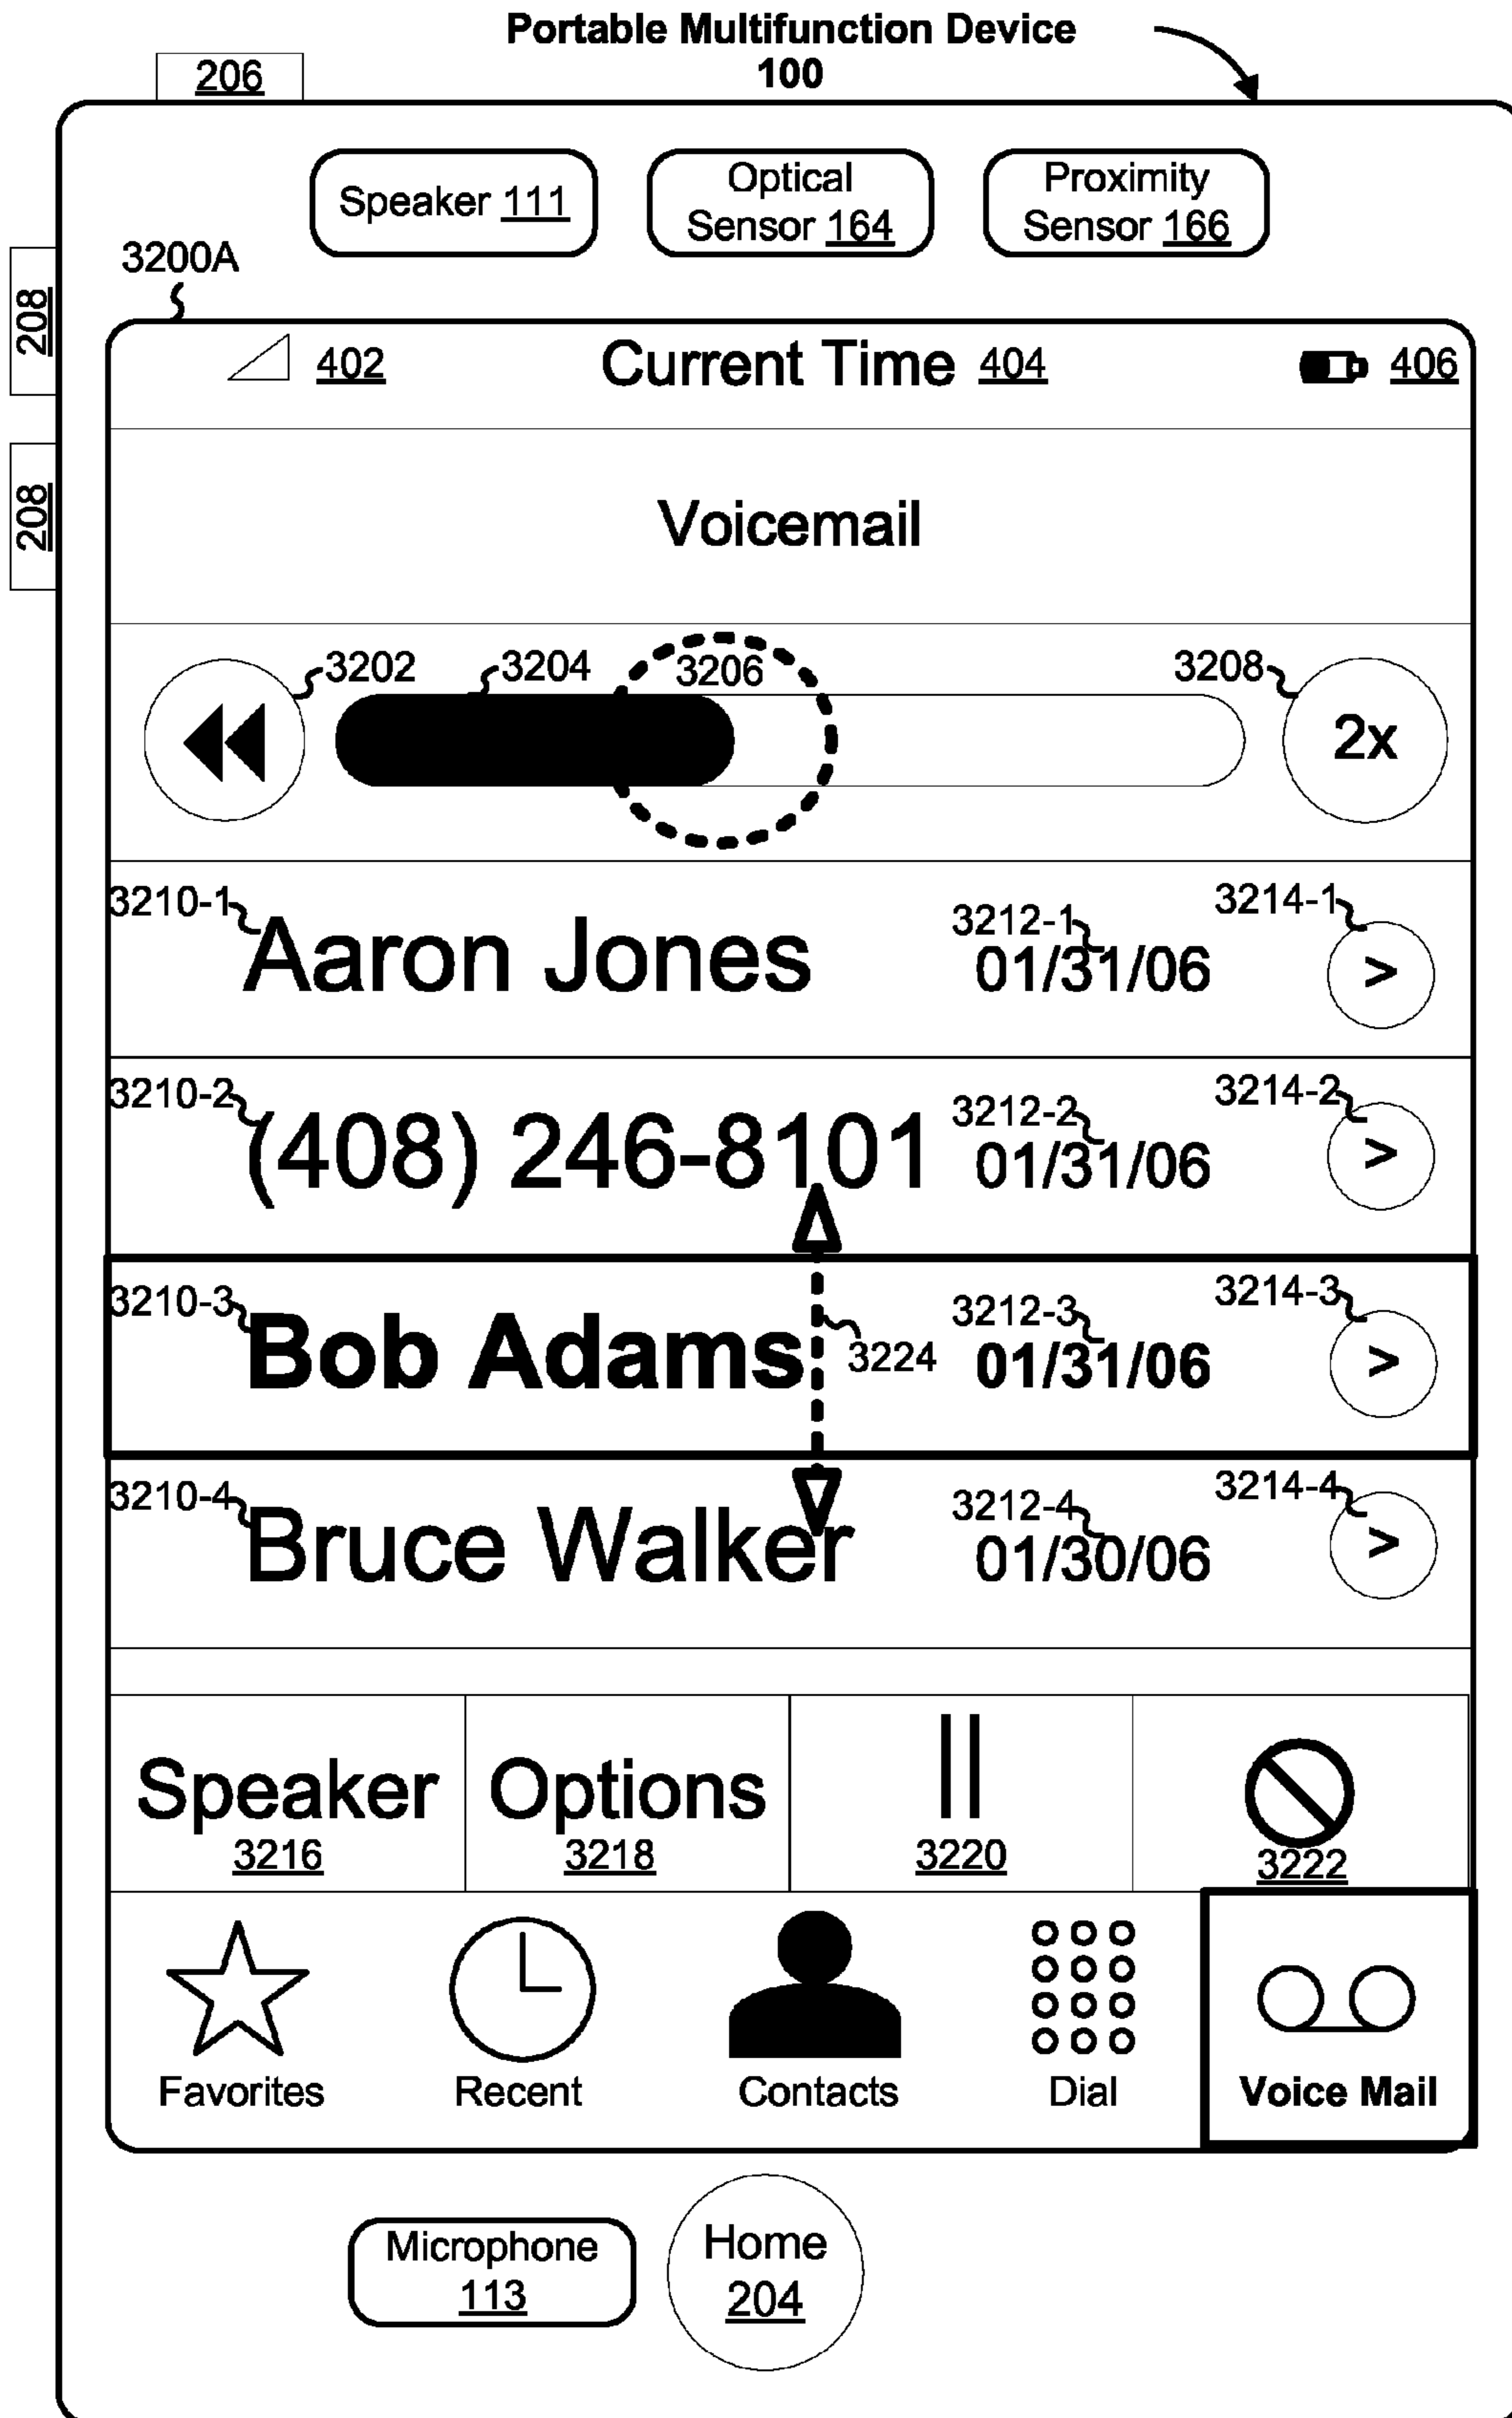 Portable Multifunction Device
100
206
Speaker 111
Optical
Sensor 164
Proximity
Sensor 166
3200A
208
208
402
Current Time 404
406
Voicemail
3202
3204
3206
3208
2x
3210-1
Aaron Jones
3212-1
01/31/06
3214-1
>
3210-2
(408) 246-8101
3212-2
01/31/06
3214-2
>
3210-3
Bob Adams
3224
3212-3
01/31/06
3214-3
>
3210-4
Bruce Walker
3212-4
01/30/06
3214-4
>
Speaker
3216
Options
3218
3220
3222
Favorites
Recent
Contacts
Dial
Voice Mail
Microphone
113
Home
204